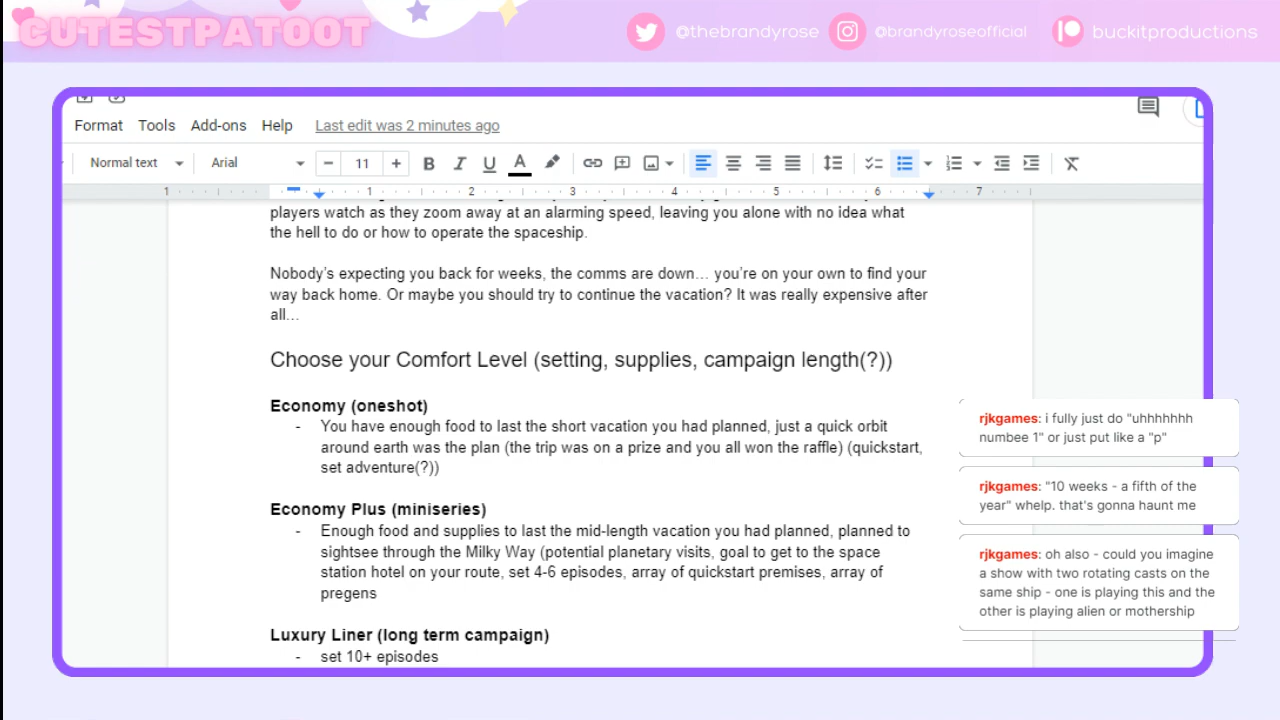 CUTESTPATOOT
@thebrandyrose
@brandyroseofficial
buckitproductions
Format Tools Add-ons Help Last edit was 2 minutes ago
Normal text Arial 11 B I U A
1 1 2 3 4 5 6 7
players watch as they zoom away at an alarming speed, leaving you alone with no idea what
the hell to do or how to operate the spaceship.
Nobody's expecting you back for weeks, the comms are down… you're on your own to find your
way back home. Or maybe you should try to continue the vacation? It was really expensive after
all…
Choose your Comfort Level (setting, supplies, campaign length(?))
Economy (oneshot)
- You have enough food to last the short vacation you had planned, just a quick orbit
around earth was the plan (the trip was on a prize and you all won the raffle) (quickstart,
set adventure(?))
Economy Plus (miniseries)
- Enough food and supplies to last the mid-length vacation you had planned, planned to
sightsee through the Milky Way (potential planetary visits, goal to get to the space
station hotel on your route, set 4-6 episodes, array of quickstart premises, array of
pregens
Luxury Liner (long term campaign)
- set 10+ episodes
rjkgames: i fully just do "uhhhhhhh
numbee 1" or just put like a "p"
rjkgames: "10 weeks - a fifth of the
year" whelp. that's gonna haunt me
rjkgames: oh also - could you imagine
a show with two rotating casts on the
same ship - one is playing this and the
other is playing alien or mothership